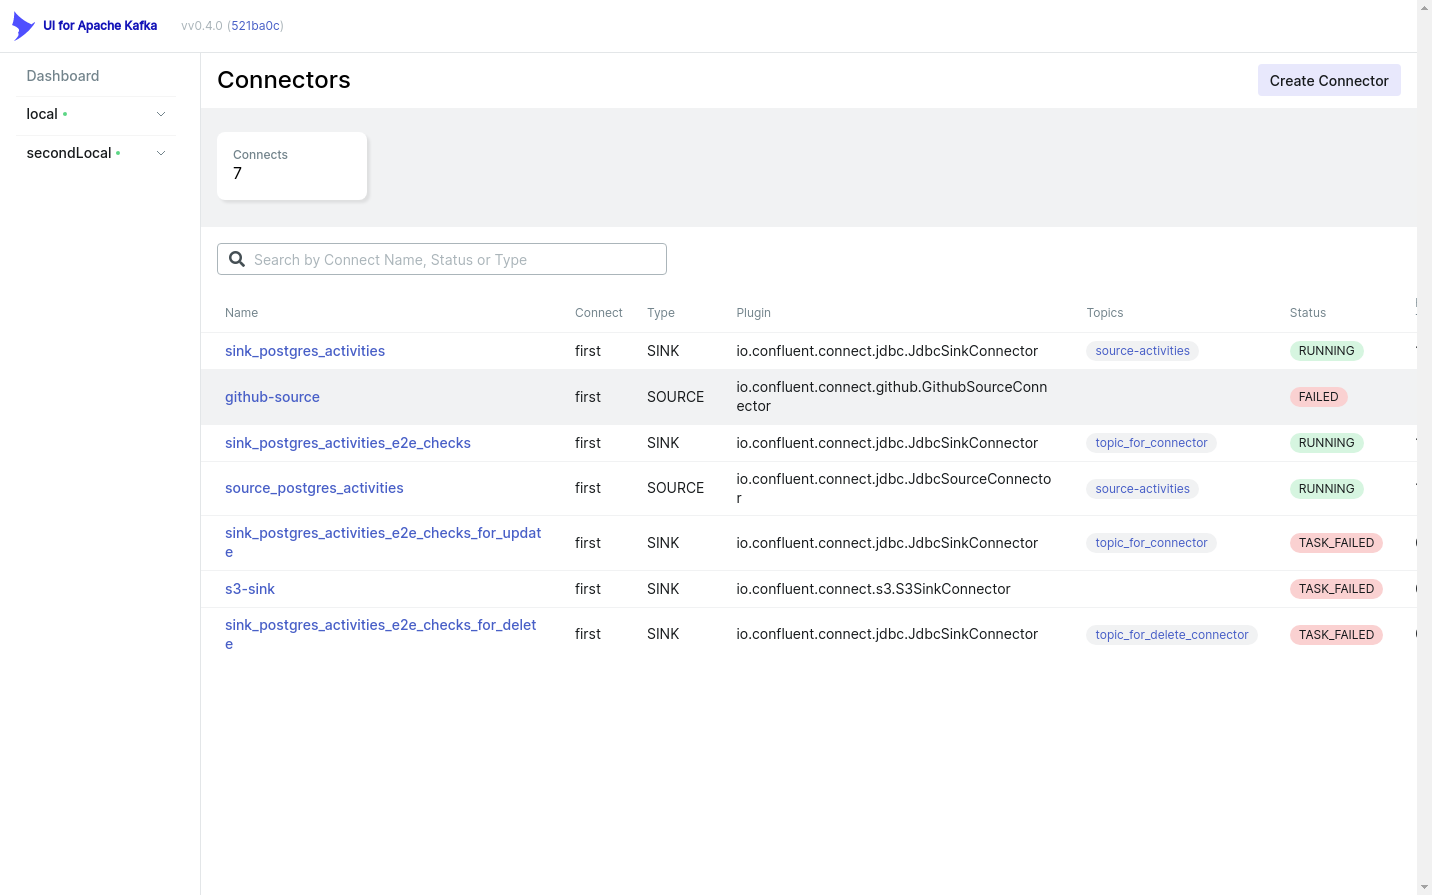 UI for Apache Kafka vv0.4.0 (521ba0c)
Dashboard
local
secondLocal
Connectors
Create Connector
Connects
7
Search by Connect Name, Status or Type
Name Connect Type Plugin Topics Status
sink_postgres_activities first SINK io.confluent.connect.jdbc.JdbcSinkConnector source-activities RUNNING
github-source first SOURCE io.confluent.connect.github.GithubSourceConn
ector FAILED
sink_postgres_activities_e2e_checks first SINK io.confluent.connect.jdbc.JdbcSinkConnector topic_for_connector RUNNING
source_postgres_activities first SOURCE io.confluent.connect.jdbc.JdbcSourceConnecto
r source-activities RUNNING
sink_postgres_activities_e2e_checks_for_updat
e first SINK io.confluent.connect.jdbc.JdbcSinkConnector topic_for_connector TASK_FAILED
s3-sink first SINK io.confluent.connect.s3.S3SinkConnector TASK_FAILED
sink_postgres_activities_e2e_checks_for_delet
e first SINK io.confluent.connect.jdbc.JdbcSinkConnector topic_for_delete_connector TASK_FAILED